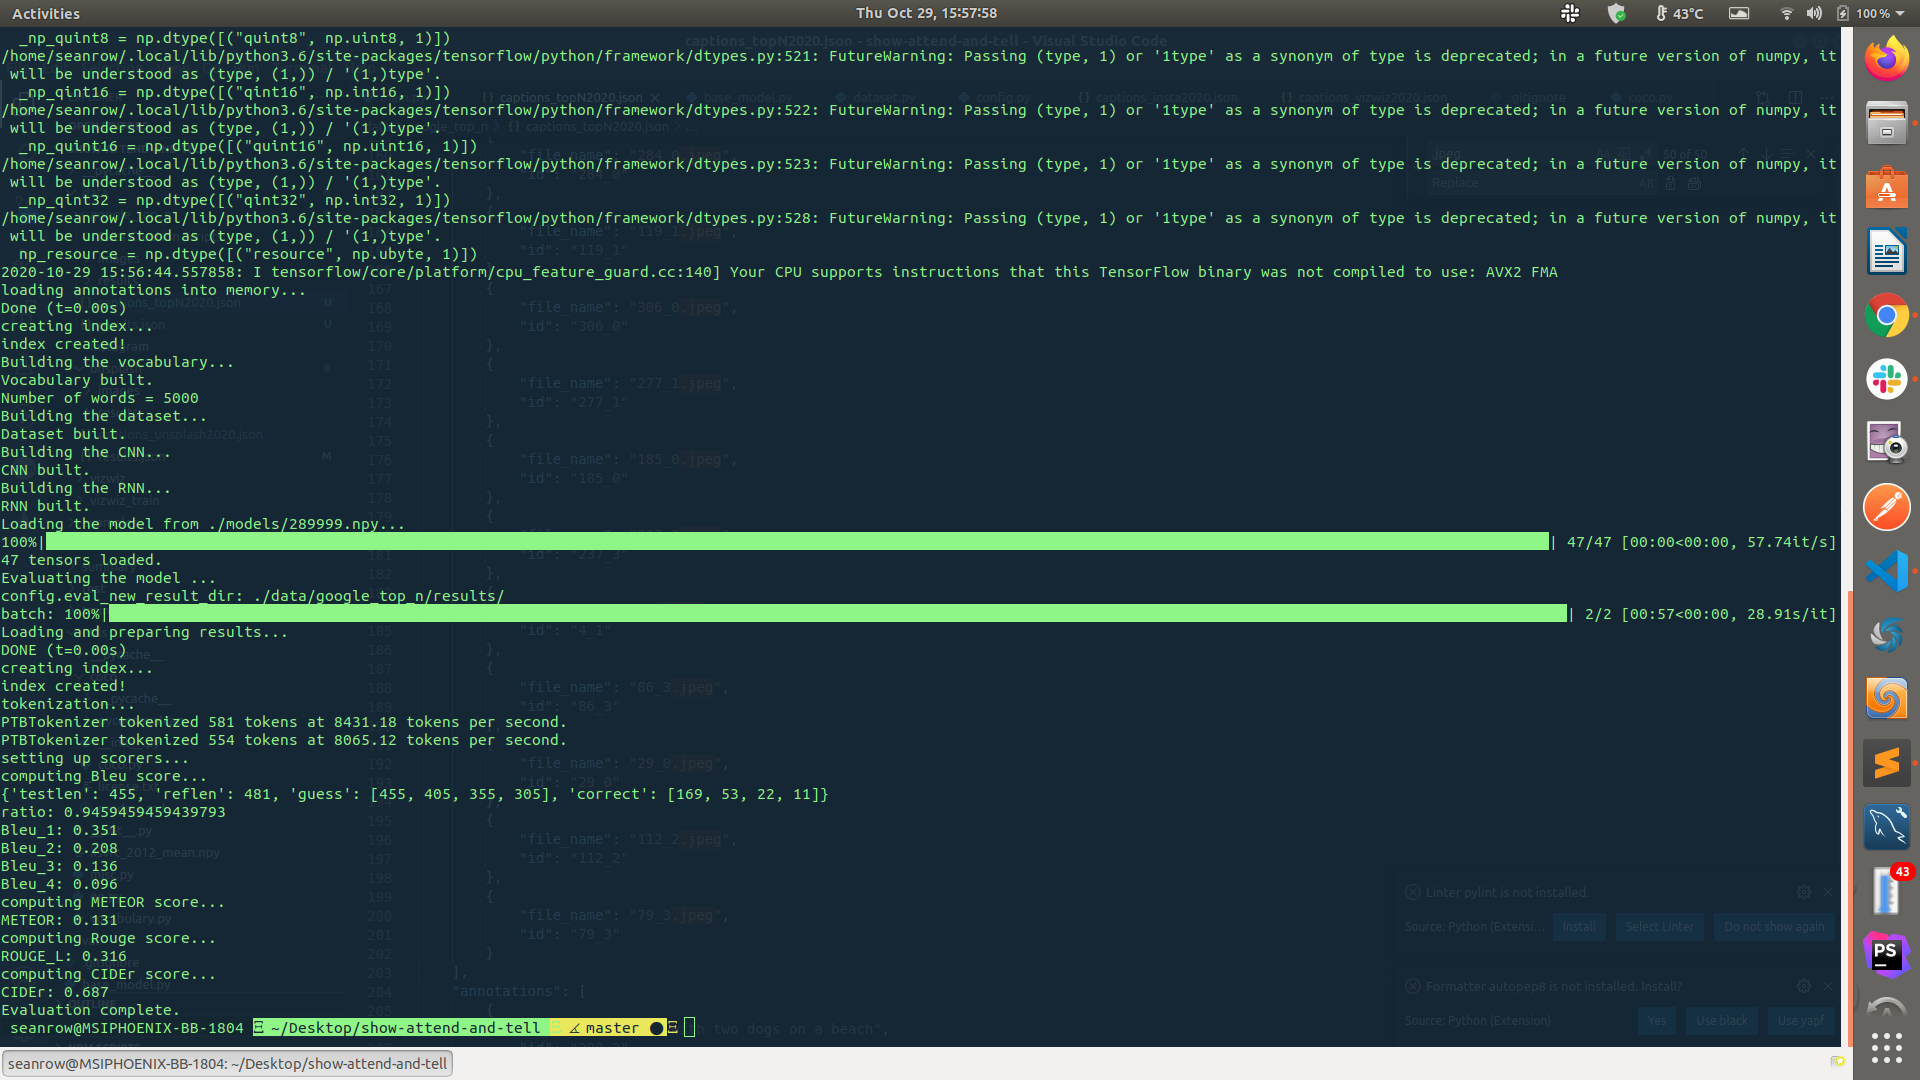 Activities
Thu Oct 29, 15:57:58
43°C
100 %
captions_topN2020.json - show-attend-and-tell - Visual Studio Code
_np_quint8 = np.dtype([("quint8", np.uint8, 1)])
/home/seanrow/.local/lib/python3.6/site-packages/tensorflow/python/framework/dtypes.py:521: FutureWarning: Passing (type, 1) or '1type' as a synonym of type is deprecated; in a future version of numpy, it
will be understood as (type, (1,)) / '(1,)type'.
_np_qint16 = np.dtype([("qint16", np.int16, 1)])
/home/seanrow/.local/lib/python3.6/site-packages/tensorflow/python/framework/dtypes.py:522: FutureWarning: Passing (type, 1) or '1type' as a synonym of type is deprecated; in a future version of numpy, it
will be understood as (type, (1,)) / '(1,)type'.
_np_quint16 = np.dtype([("quint16", np.uint16, 1)])
/home/seanrow/.local/lib/python3.6/site-packages/tensorflow/python/framework/dtypes.py:523: FutureWarning: Passing (type, 1) or '1type' as a synonym of type is deprecated; in a future version of numpy, it
will be understood as (type, (1,)) / '(1,)type'.
_np_qint32 = np.dtype([("qint32", np.int32, 1)])
/home/seanrow/.local/lib/python3.6/site-packages/tensorflow/python/framework/dtypes.py:528: FutureWarning: Passing (type, 1) or '1type' as a synonym of type is deprecated; in a future version of numpy, it
will be understood as (type, (1,)) / '(1,)type'.
np_resource = np.dtype([("resource", np.ubyte, 1)])
2020-10-29 15:56:44.557858: I tensorflow/core/platform/cpu_feature_guard.cc:140] Your CPU supports instructions that this TensorFlow binary was not compiled to use: AVX2 FMA
loading annotations into memory...
Done (t=0.00s)
creating index...
index created!
Building the vocabulary...
Vocabulary built.
Number of words = 5000
Building the dataset...
Dataset built.
Building the CNN...
CNN built.
Building the RNN...
RNN built.
Loading the model from ./models/289999.npy...
100%| | 47/47 [00:00<00:00, 57.74it/s]
47 tensors loaded.
Evaluating the model ...
config.eval_new_result_dir: ./data/google_top_n/results/
batch: 100%| | 2/2 [00:57<00:00, 28.91s/it]
Loading and preparing results...
DONE (t=0.00s)
creating index...
index created!
tokenization...
PTBTokenizer tokenized 581 tokens at 8431.18 tokens per second.
PTBTokenizer tokenized 554 tokens at 8065.12 tokens per second.
setting up scorers...
computing Bleu score...
{'testlen': 455, 'reflen': 481, 'guess': [455, 405, 355, 305], 'correct': [169, 53, 22, 11]}
ratio: 0.9459459459439793
Bleu_1: 0.351
Bleu_2: 0.208
Bleu_3: 0.136
Bleu_4: 0.096
computing METEOR score...
METEOR: 0.131
computing Rouge score...
ROUGE_L: 0.316
computing CIDEr score...
CIDEr: 0.687
Evaluation complete.
seanrow@MSIPHOENIX-BB-1804 ~/Desktop/show-attend-and-tell master
Linter pylint is not installed.
Source: Python (Extensi... Install Select Linter Do not show again
Formatter autopep8 is not installed. Install?
Source: Python (Extension) Yes Use black Use yapf
43
PS
seanrow@MSIPHOENIX-BB-1804: ~/Desktop/show-attend-and-tell